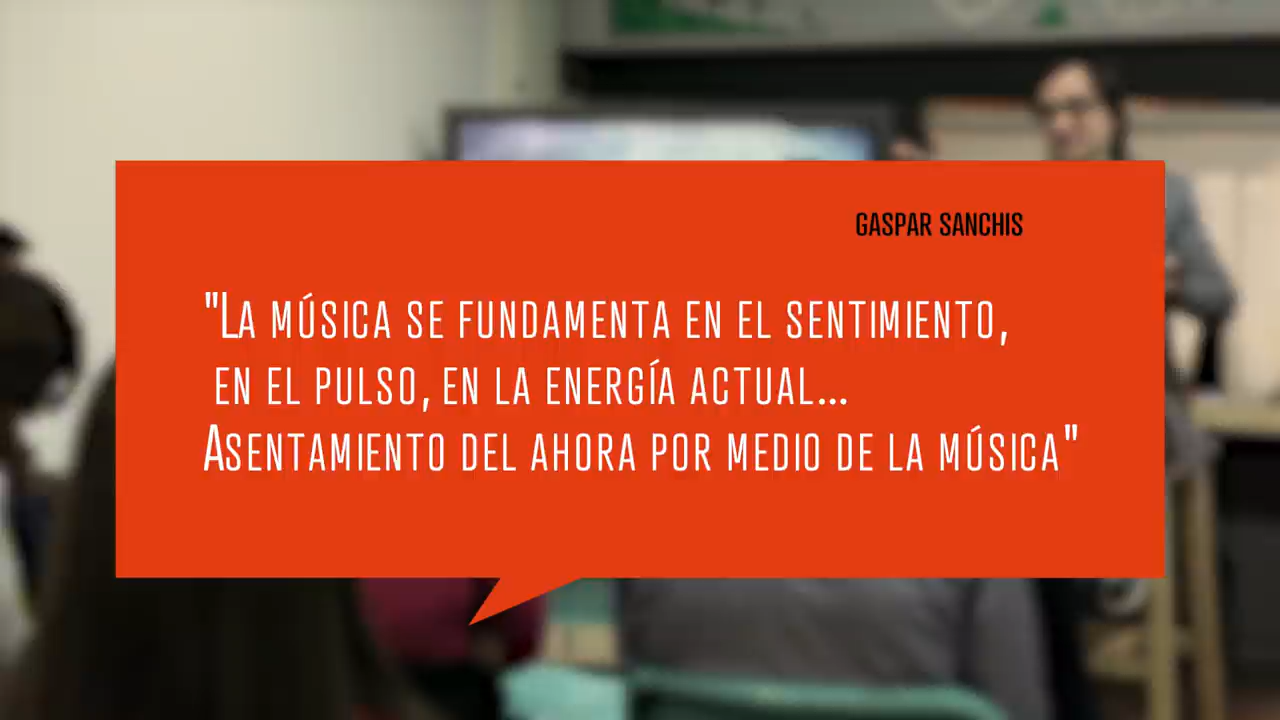 GASPAR SANCHIS
"La música se fundamenta en el sentimiento,
en el pulso, en la energía actual...
Asentamiento del ahora por medio de la música"